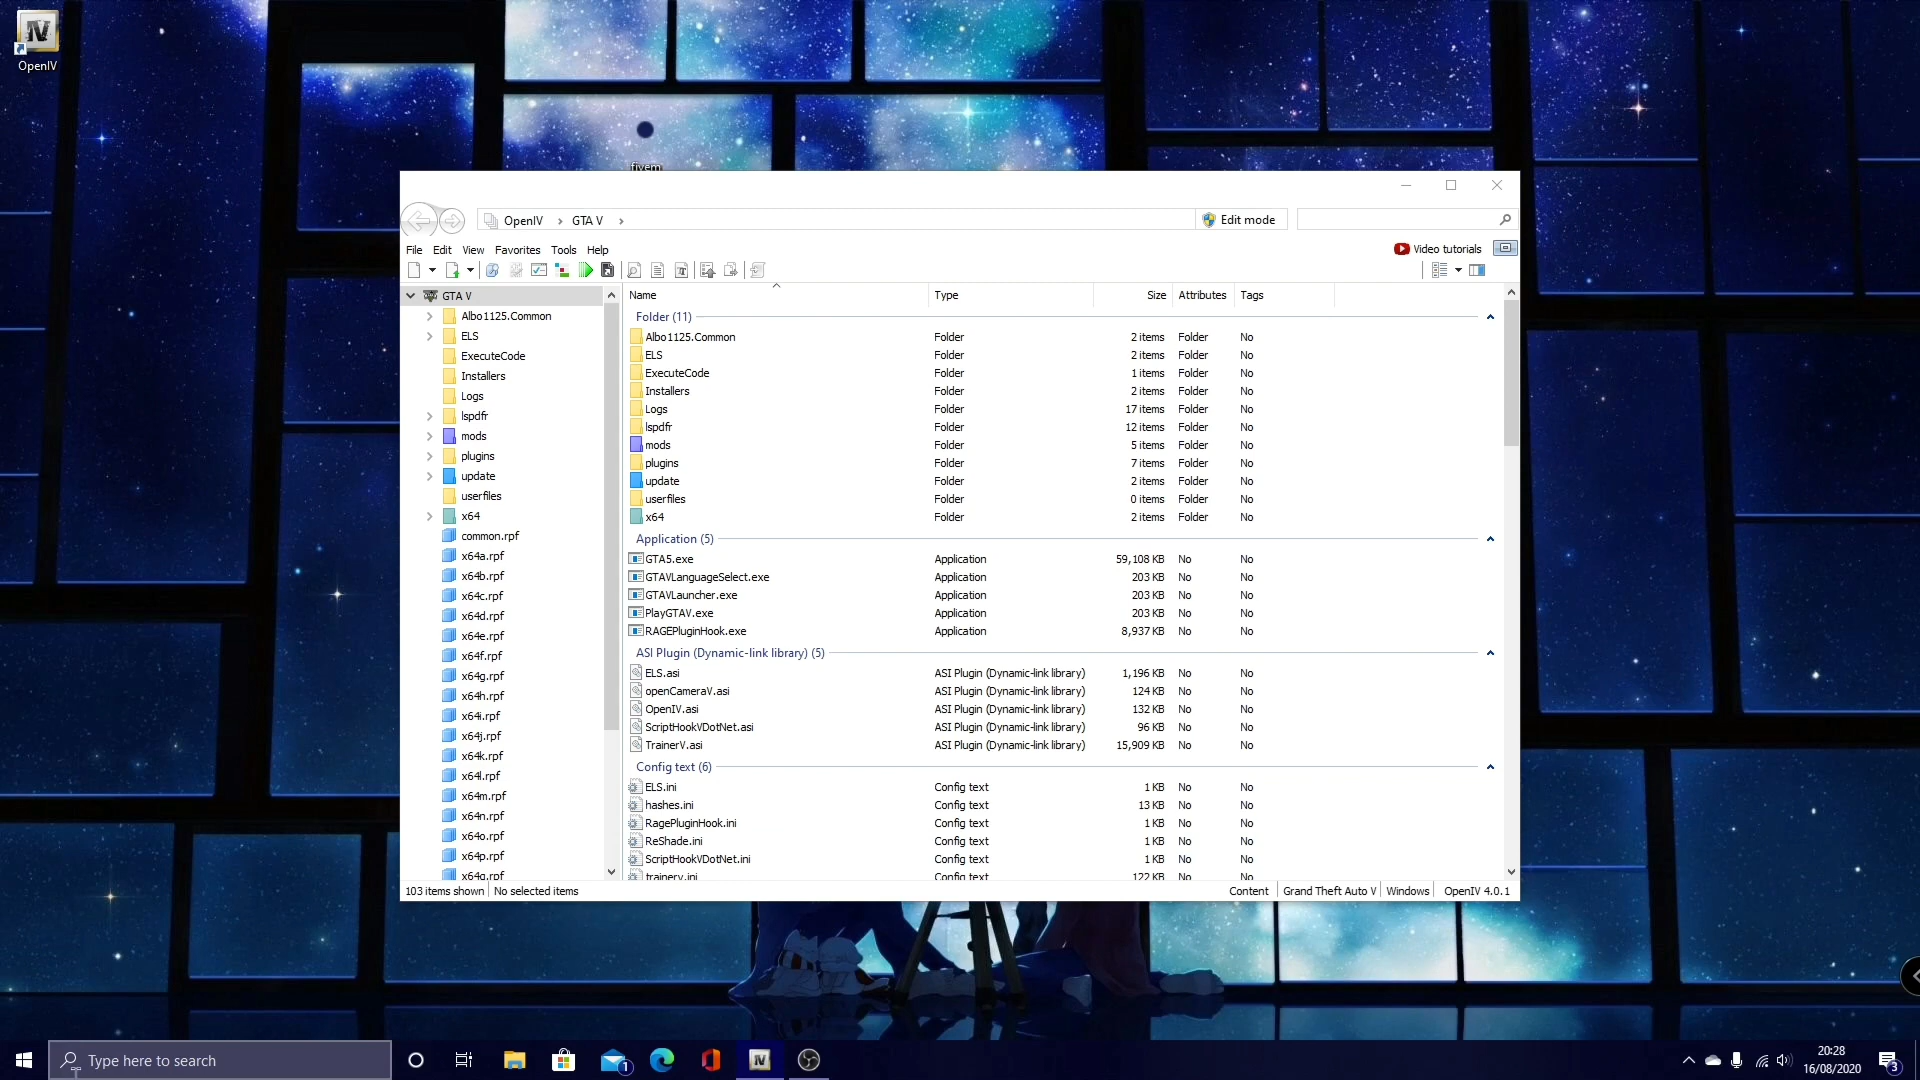 OpenIV
fivem
OpenIV > GTA V >
Edit mode
File Edit View Favorites Tools Help
Video tutorials
Name Type Size Attributes Tags
GTA V
Albo1125.Common
ELS
ExecuteCode
Installers
Logs
lspdfr
mods
plugins
update
userfiles
x64
common.rpf
x64a.rpf
x64b.rpf
x64c.rpf
x64d.rpf
x64e.rpf
x64f.rpf
x64g.rpf
x64h.rpf
x64i.rpf
x64j.rpf
x64k.rpf
x64l.rpf
x64m.rpf
x64n.rpf
x64o.rpf
x64p.rpf
x64q.rpf
Folder (11)
Albo1125.Common Folder 2 items Folder No
ELS Folder 2 items Folder No
ExecuteCode Folder 1 items Folder No
Installers Folder 2 items Folder No
Logs Folder 17 items Folder No
lspdfr Folder 12 items Folder No
mods Folder 5 items Folder No
plugins Folder 7 items Folder No
update Folder 2 items Folder No
userfiles Folder 0 items Folder No
x64 Folder 2 items Folder No
Application (5)
GTA5.exe Application 59,108 KB No No
GTAVLanguageSelect.exe Application 203 KB No No
GTAVLauncher.exe Application 203 KB No No
PlayGTAV.exe Application 203 KB No No
RAGEPluginHook.exe Application 8,937 KB No No
ASI Plugin (Dynamic-link library) (5)
ELS.asi ASI Plugin (Dynamic-link library) 1,196 KB No No
openCameraV.asi ASI Plugin (Dynamic-link library) 124 KB No No
OpenIV.asi ASI Plugin (Dynamic-link library) 132 KB No No
ScriptHookVDotNet.asi ASI Plugin (Dynamic-link library) 96 KB No No
TrainerV.asi ASI Plugin (Dynamic-link library) 15,909 KB No No
Config text (6)
ELS.ini Config text 1 KB No No
hashes.ini Config text 13 KB No No
RagePluginHook.ini Config text 1 KB No No
ReShade.ini Config text 1 KB No No
ScriptHookVDotNet.ini Config text 1 KB No No
trainerv.ini Config text 122 KB No No
103 items shown No selected items Content Grand Theft Auto V Windows OpenIV 4.0.1
Type here to search
1
20:28
16/08/2020
3